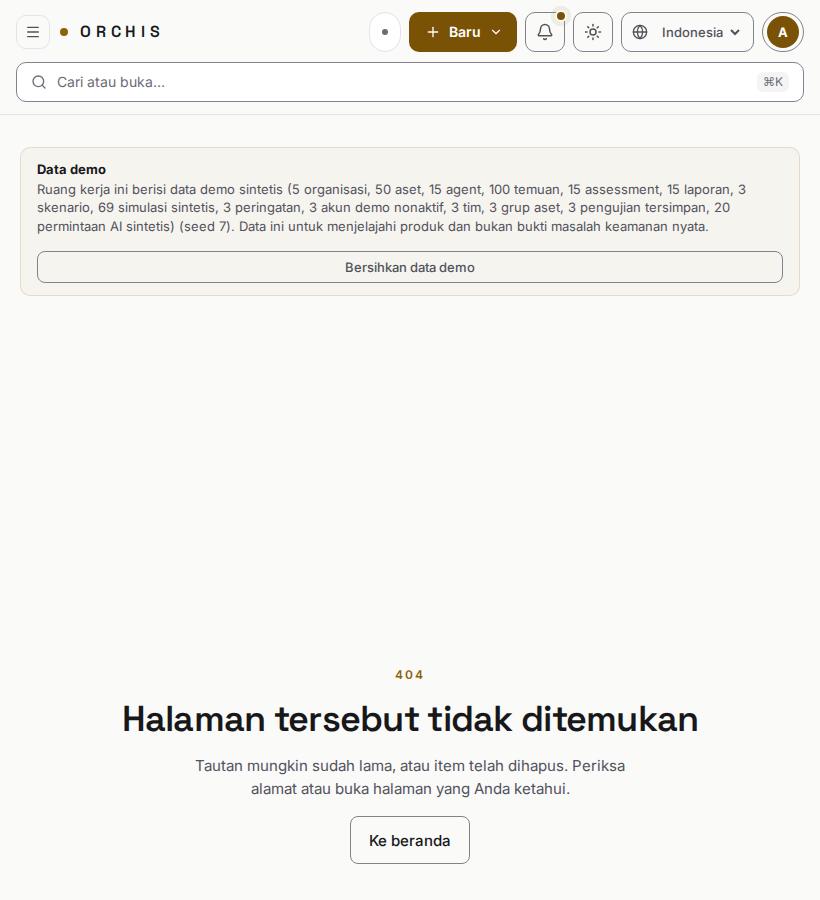 ORCHIS
Baru
Indonesia
A
Cari atau buka...
⌘K
Data demo
Ruang kerja ini berisi data demo sintetis (5 organisasi, 50 aset, 15 agent, 100 temuan, 15 assessment, 15 laporan, 3
skenario, 69 simulasi sintetis, 3 peringatan, 3 akun demo nonaktif, 3 tim, 3 grup aset, 3 pengujian tersimpan, 20
permintaan AI sintetis) (seed 7). Data ini untuk menjelajahi produk dan bukan bukti masalah keamanan nyata.
Bersihkan data demo
404
Halaman tersebut tidak ditemukan
Tautan mungkin sudah lama, atau item telah dihapus. Periksa
alamat atau buka halaman yang Anda ketahui.
Ke beranda